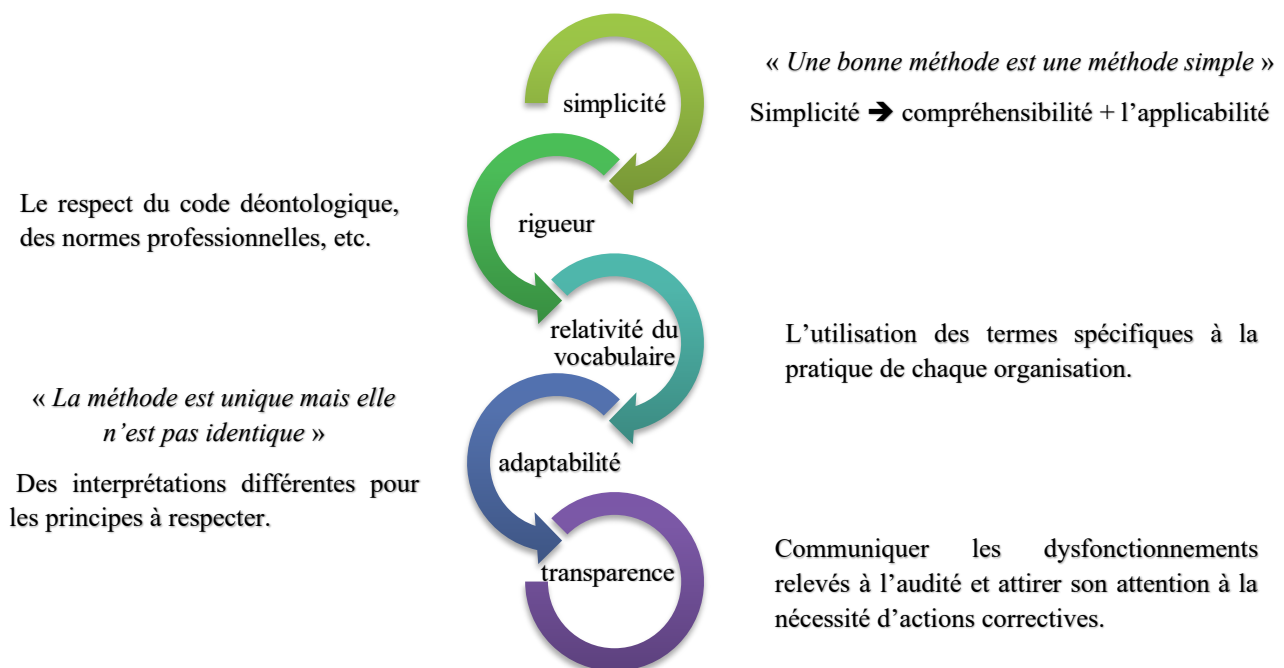 simplicité
« Une bonne méthode est une méthode simple »
Simplicité ➔ compréhensibilité + l’applicabilité
Le respect du code déontologique,
des normes professionnelles, etc.
rigueur
relativité du
vocabulaire
L’utilisation des termes spécifiques à la
pratique de chaque organisation.
« La méthode est unique mais elle
n’est pas identique »
Des interprétations différentes pour
les principes à respecter.
adaptabilité
transparence
Communiquer les dysfonctionnements
relevés à l’audité et attirer son attention à la
nécessité d’actions correctives.